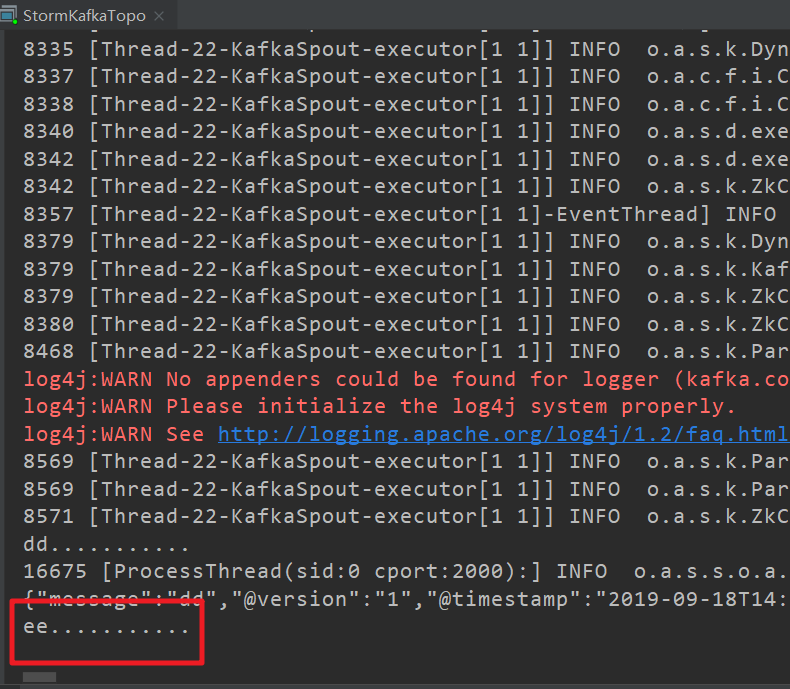 StormKafkaTopo
8335 [Thread-22-KafkaSpout-executor[1 1]] INFO  o.a.s.k.Dyn
8337 [Thread-22-KafkaSpout-executor[1 1]] INFO  o.a.c.f.i.C
8338 [Thread-22-KafkaSpout-executor[1 1]] INFO  o.a.c.f.i.C
8340 [Thread-22-KafkaSpout-executor[1 1]] INFO  o.a.s.d.exe
8342 [Thread-22-KafkaSpout-executor[1 1]] INFO  o.a.s.d.exe
8342 [Thread-22-KafkaSpout-executor[1 1]] INFO  o.a.s.k.ZkC
8357 [Thread-22-KafkaSpout-executor[1 1]-EventThread] INFO
8379 [Thread-22-KafkaSpout-executor[1 1]] INFO  o.a.s.k.Dyn
8379 [Thread-22-KafkaSpout-executor[1 1]] INFO  o.a.s.k.Kaf
8379 [Thread-22-KafkaSpout-executor[1 1]] INFO  o.a.s.k.ZkC
8380 [Thread-22-KafkaSpout-executor[1 1]] INFO  o.a.s.k.ZkC
8468 [Thread-22-KafkaSpout-executor[1 1]] INFO  o.a.s.k.Par
log4j:WARN No appenders could be found for logger (kafka.co
log4j:WARN Please initialize the log4j system properly.
log4j:WARN See http://logging.apache.org/log4j/1.2/faq.html
8569 [Thread-22-KafkaSpout-executor[1 1]] INFO  o.a.s.k.Par
8569 [Thread-22-KafkaSpout-executor[1 1]] INFO  o.a.s.k.Par
8571 [Thread-22-KafkaSpout-executor[1 1]] INFO  o.a.s.k.ZkC
dd...........
16675 [ProcessThread(sid:0 cport:2000):] INFO  o.a.s.s.o.a.
{"message":"dd","@version":"1","@timestamp":"2019-09-18T14:
ee...........